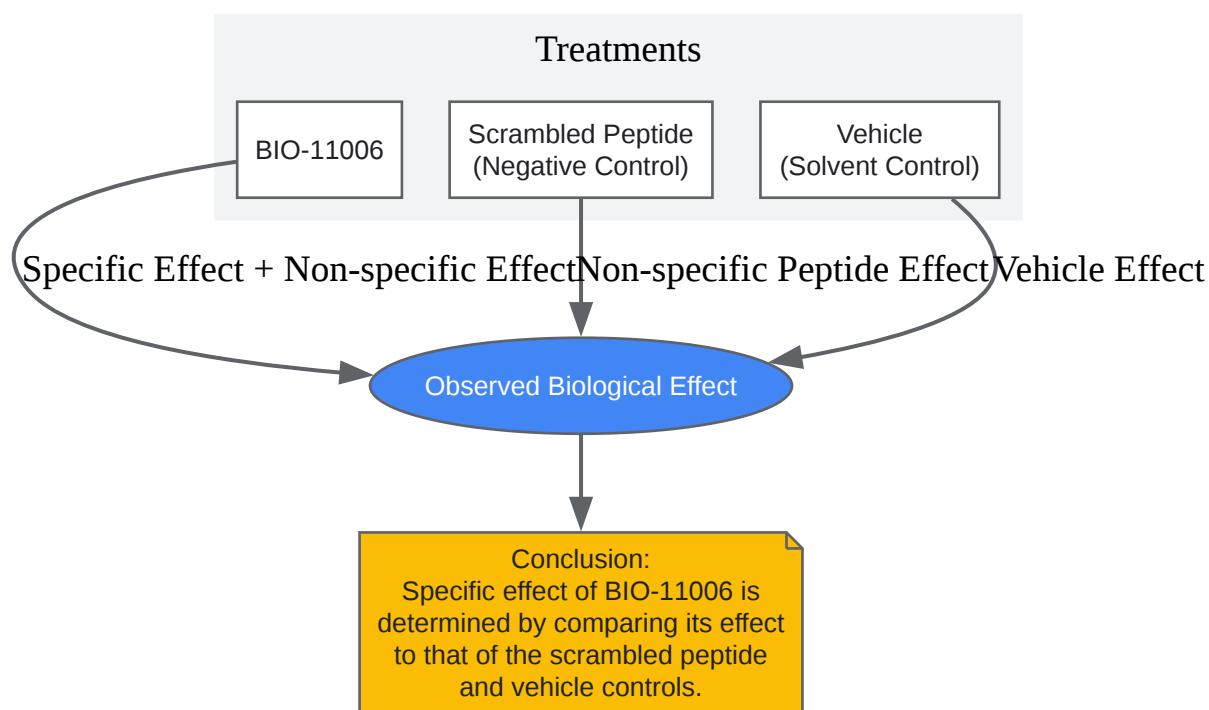 Treatments
BIO-11006
Scrambled Peptide
(Negative Control)
Vehicle
(Solvent Control)
Specific Effect + Non-specific Effect
Non-specific Peptide Effect
Vehicle Effect
Observed Biological Effect
Conclusion:
Specific effect of BIO-11006 is
determined by comparing its effect
to that of the scrambled peptide
and vehicle controls.